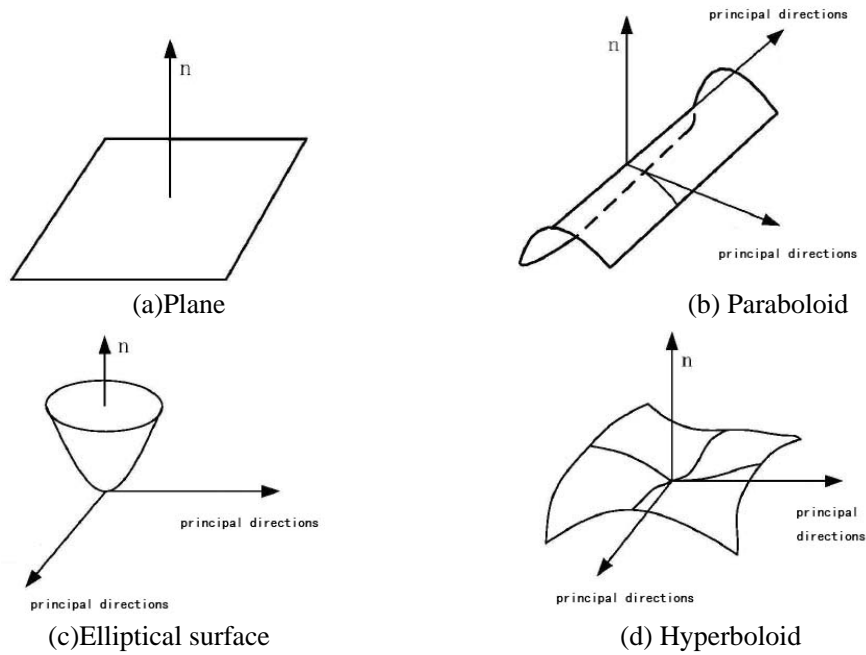 n
(a)Plane
principal directions
n
principal directions
(b) Paraboloid
n
principal directions
principal directions
(c)Elliptical surface
n
principal
directions
principal directions
(d) Hyperboloid